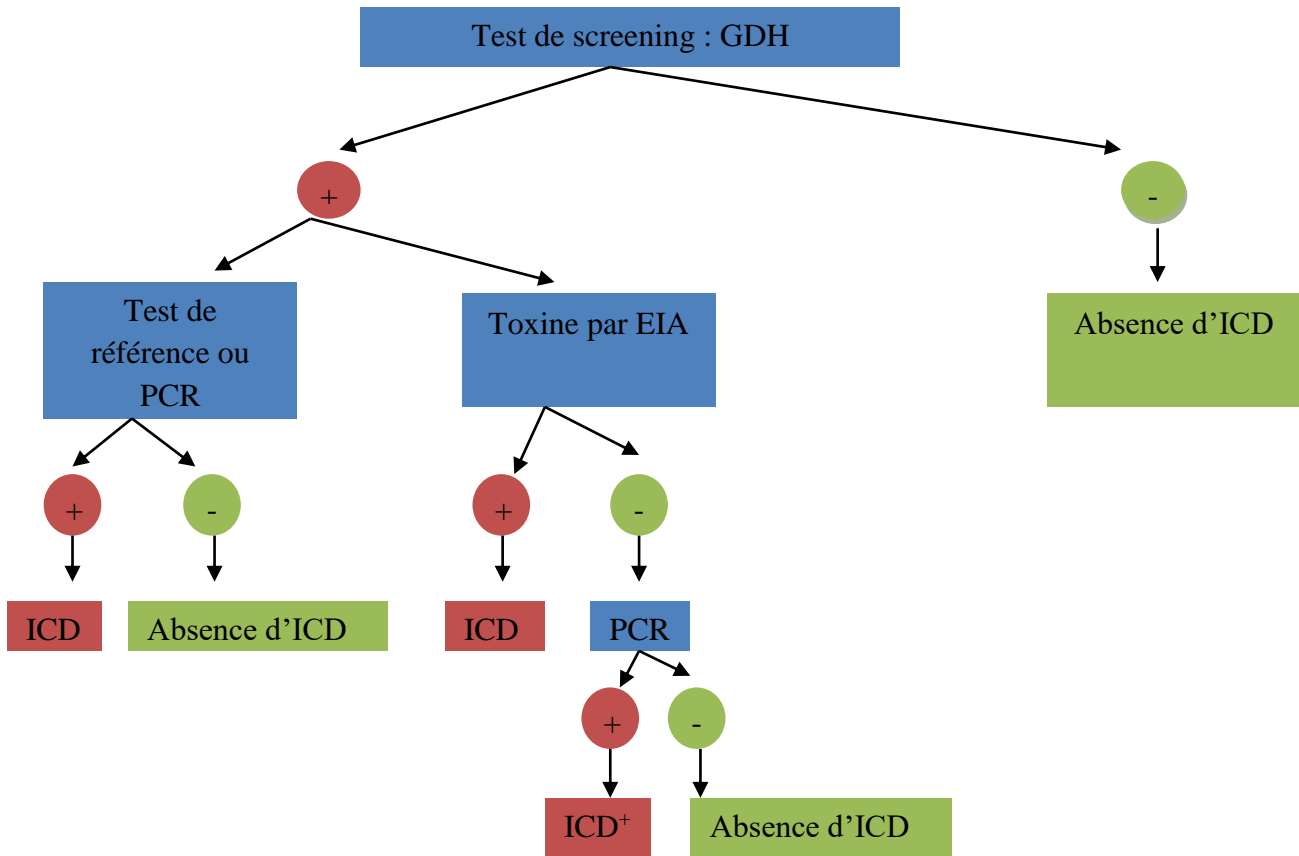 Test de screening : GDH
+
-
Test de
référence ou
PCR
Toxine par EIA
Absence d’ICD
+
-
+
-
ICD
Absence d’ICD
ICD
PCR
+
-
ICD⁺
Absence d’ICD